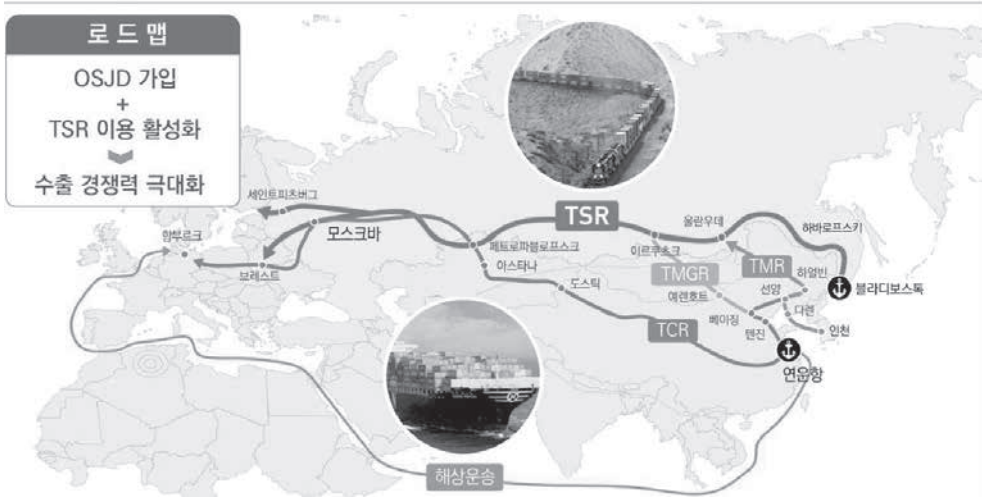 로드맵
OSJD 가입
+
TSR 이용 활성화
수출 경쟁력 극대화
세인트피츠버그
함부르크
모스크바
브레스트
TSR
울란우데
하바로프스키
페트로파블로프스크
이르쿠츠크
아스타나
TMGR
TMR
하얼빈
도스틱
예렌호트
선양
블라디보스톡
베이징
다롄
TCR
톈진
인천
연운항
해상운송